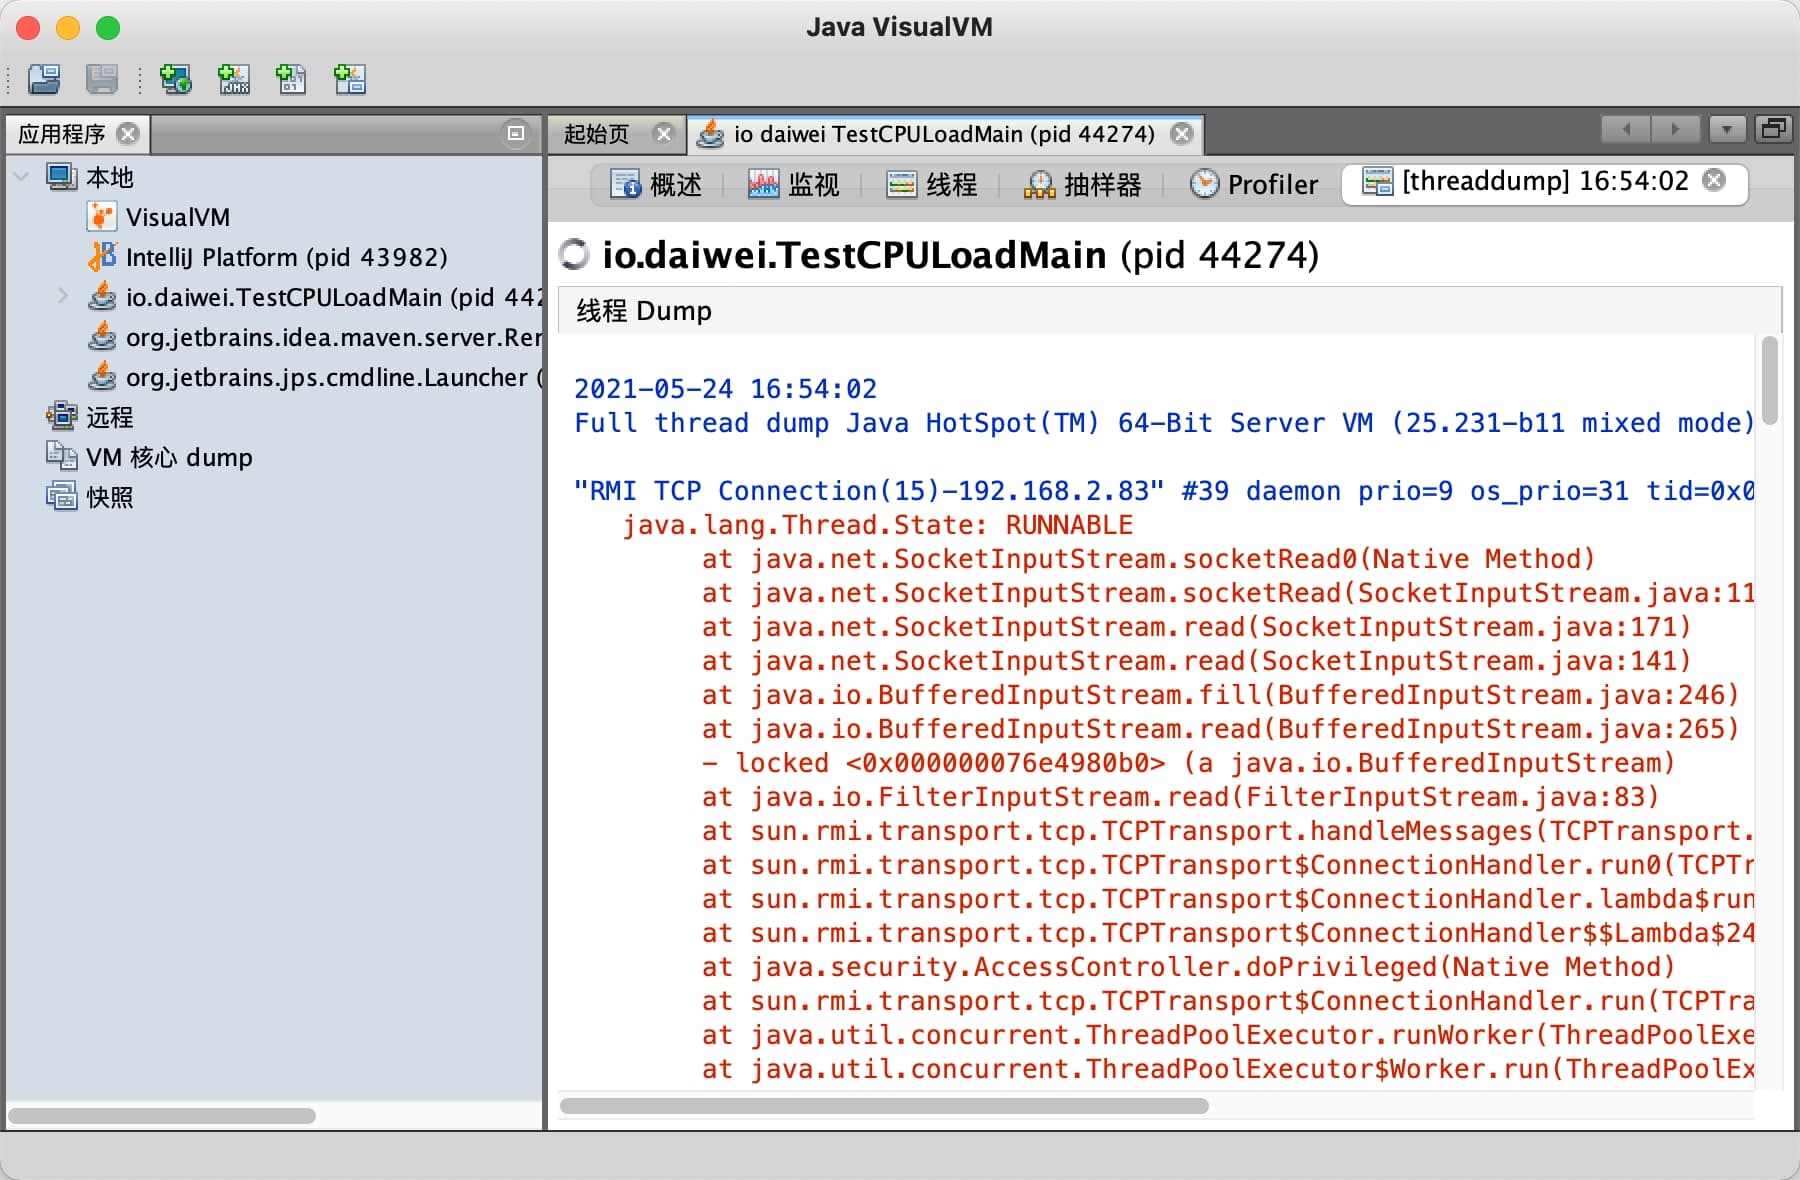 Java VisualVM
应用程序
本地
VisualVM
IntelliJ Platform (pid 43982)
io.daiwei.TestCPULoadMain (pid 442
org.jetbrains.idea.maven.server.Rer
org.jetbrains.jps.cmdline.Launcher (
远程
VM 核心 dump
快照
起始页
io daiwei TestCPULoadMain (pid 44274)
概述
监视
线程
抽样器
Profiler
[threaddump] 16:54:02
io.daiwei.TestCPULoadMain (pid 44274)
线程 Dump
2021-05-24 16:54:02
Full thread dump Java HotSpot(TM) 64-Bit Server VM (25.231-b11 mixed mode)
"RMI TCP Connection(15)-192.168.2.83" #39 daemon prio=9 os_prio=31 tid=0x0
java.lang.Thread.State: RUNNABLE
at java.net.SocketInputStream.socketRead0(Native Method)
at java.net.SocketInputStream.socketRead(SocketInputStream.java:11
at java.net.SocketInputStream.read(SocketInputStream.java:171)
at java.net.SocketInputStream.read(SocketInputStream.java:141)
at java.io.BufferedInputStream.fill(BufferedInputStream.java:246)
at java.io.BufferedInputStream.read(BufferedInputStream.java:265)
- locked <0x000000076e4980b0> (a java.io.BufferedInputStream)
at java.io.FilterInputStream.read(FilterInputStream.java:83)
at sun.rmi.transport.tcp.TCPTransport.handleMessages(TCPTransport.
at sun.rmi.transport.tcp.TCPTransport$ConnectionHandler.run0(TCPTr
at sun.rmi.transport.tcp.TCPTransport$ConnectionHandler.lambda$run
at sun.rmi.transport.tcp.TCPTransport$ConnectionHandler$$Lambda$24
at java.security.AccessController.doPrivileged(Native Method)
at sun.rmi.transport.tcp.TCPTransport$ConnectionHandler.run(TCPTra
at java.util.concurrent.ThreadPoolExecutor.runWorker(ThreadPoolExe
at java.util.concurrent.ThreadPoolExecutor$Worker.run(ThreadPoolEx